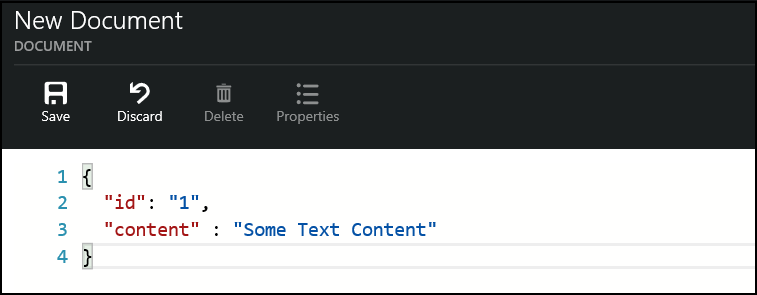 New Document
DOCUMENT
Save Discard Delete Properties
1 {
2 "id": "1",
3 "content" : "Some Text Content"
4 }